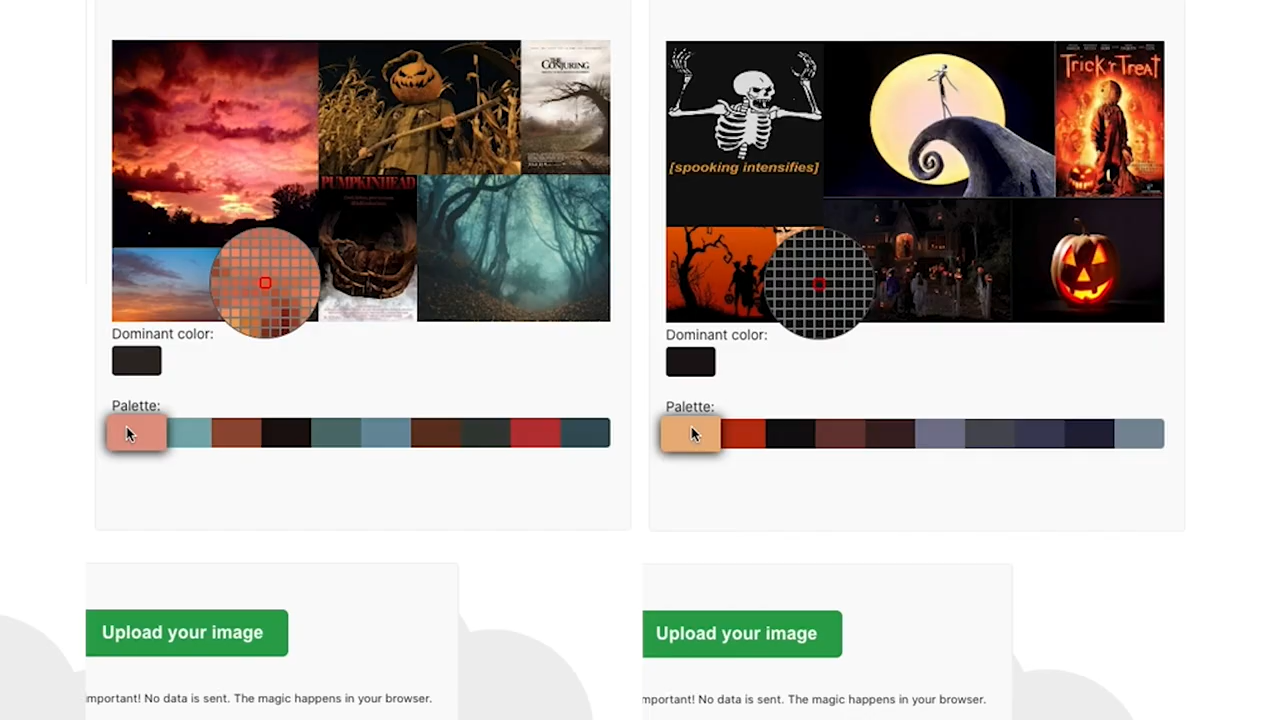 THE
CONJURING
PUMPKINHEAD
Dominant color:
Palette:
Upload your image
mportant! No data is sent. The magic happens in your browser.
[spooking intensifies]
Trick 'r Treat
Dominant color:
Palette:
Upload your image
mportant! No data is sent. The magic happens in your browser.